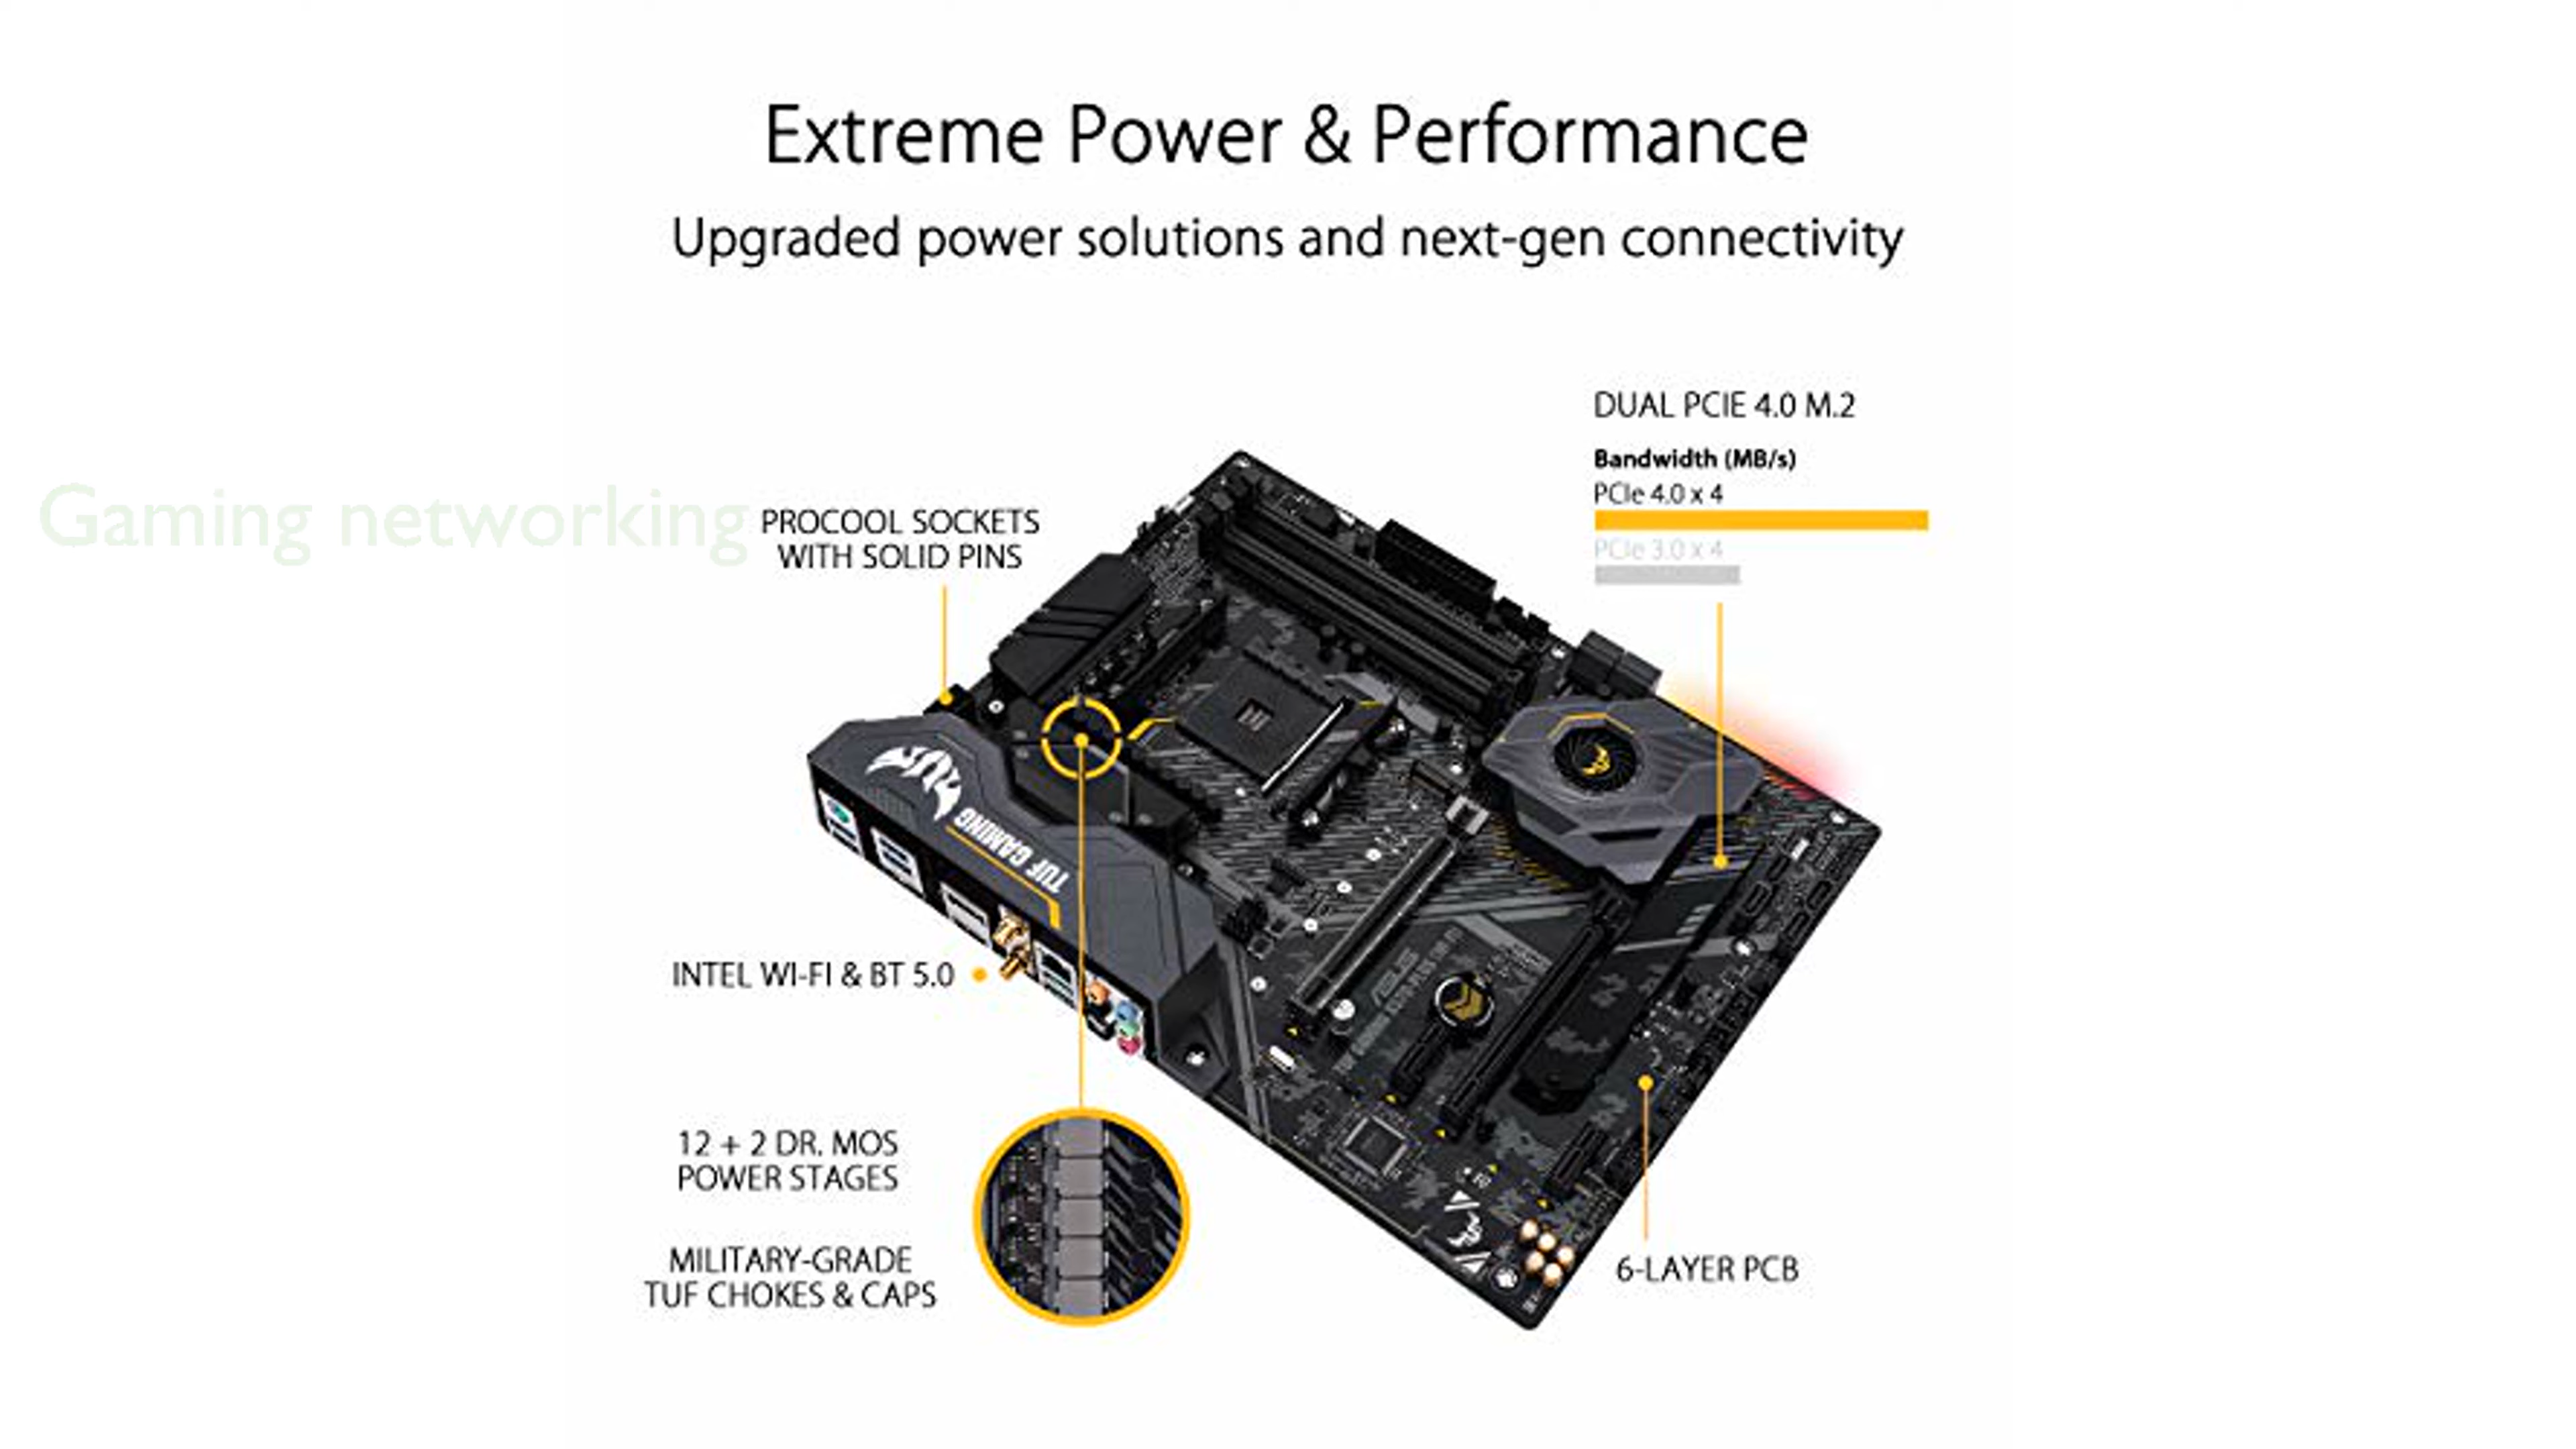 Extreme Power & Performance
Upgraded power solutions and next-gen connectivity
DUAL PCIE 4.0 M.2
Bandwidth (MB/s)
PCIe 4.0 x 4
PCIe 3.0 x 4
Gaming networking
PROCOOL SOCKETS
WITH SOLID PINS
TUF GAMING
INTEL WI-FI & BT 5.0
12 + 2 DR. MOS
POWER STAGES
MILITARY-GRADE
TUF CHOKES & CAPS
6-LAYER PCB